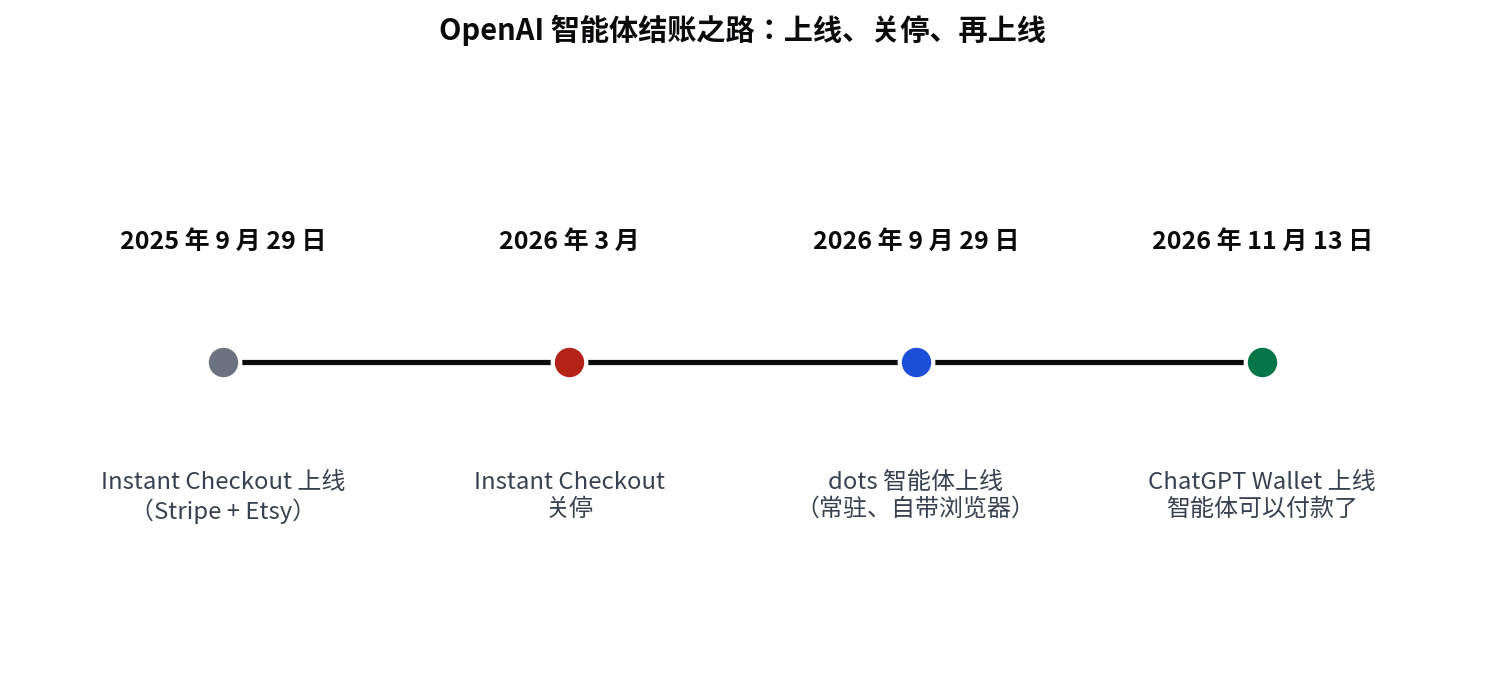 OpenAI 智能体结账之路：上线、关停、再上线
2025 年 9 月 29 日
2026 年 3 月
2026 年 9 月 29 日
2026 年 11 月 13 日
Instant Checkout 上线
（Stripe + Etsy）
Instant Checkout
关停
dots 智能体上线
（常驻、自带浏览器）
ChatGPT Wallet 上线
智能体可以付款了